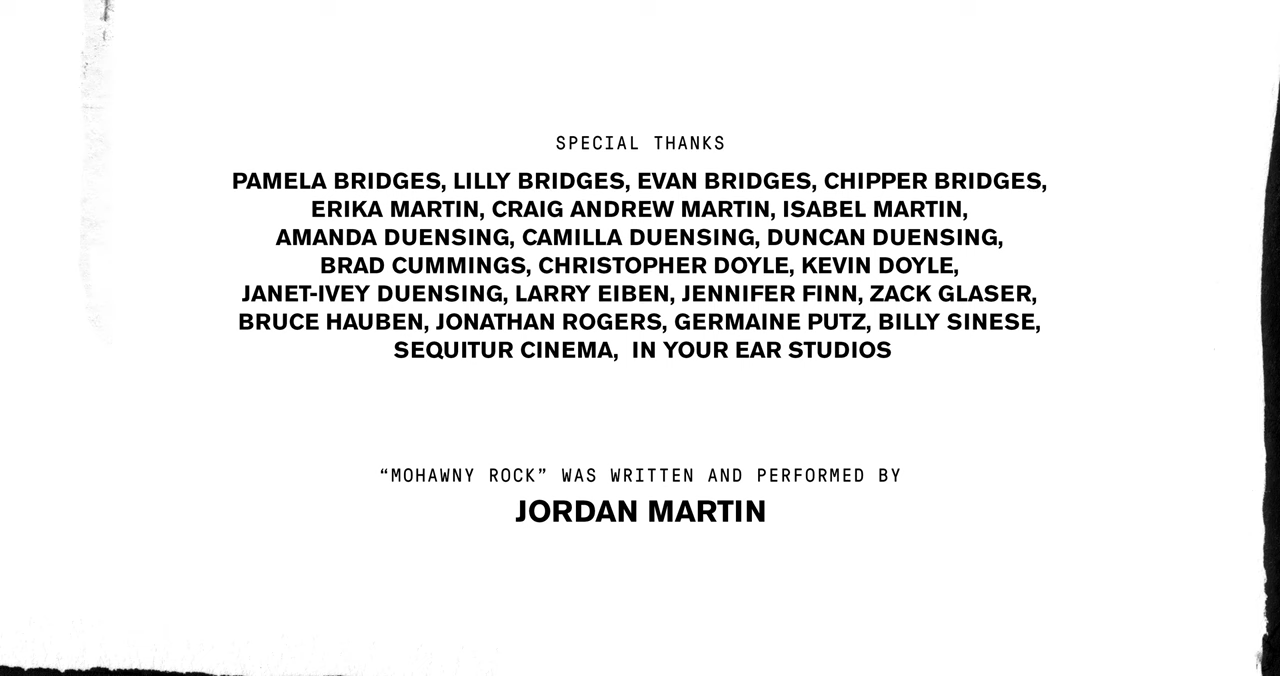 SPECIAL THANKS
PAMELA BRIDGES, LILLY BRIDGES, EVAN BRIDGES, CHIPPER BRIDGES,
ERIKA MARTIN, CRAIG ANDREW MARTIN, ISABEL MARTIN,
AMANDA DUENSING, CAMILLA DUENSING, DUNCAN DUENSING,
BRAD CUMMINGS, CHRISTOPHER DOYLE, KEVIN DOYLE,
JANET-IVEY DUENSING, LARRY EIBEN, JENNIFER FINN, ZACK GLASER,
BRUCE HAUBEN, JONATHAN ROGERS, GERMAINE PUTZ, BILLY SINESE,
SEQUITUR CINEMA,  IN YOUR EAR STUDIOS
“MOHAWNY ROCK” WAS WRITTEN AND PERFORMED BY
JORDAN MARTIN